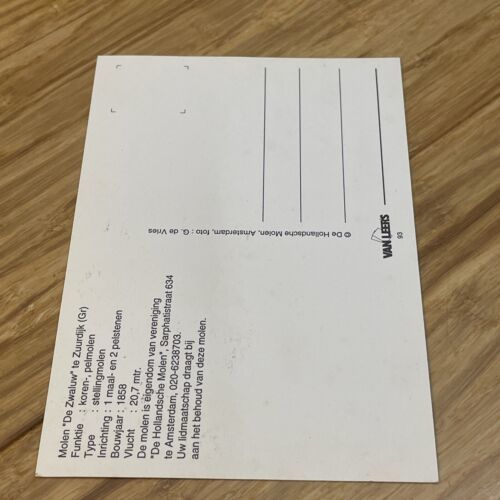 Molen "De Zwaluw" te Zuurdijk (Gr)
Funktie : koren-, pelmolen
Type : stellingmolen
Inrichting : 1 maal- en 2 pelstenen
Bouwjaar : 1858
Vlucht : 20,7 mtr.
De molen is eigendom van vereniging
"De Hollandsche Molen", Sarphatistraat 634
te Amsterdam, 020-6238703.
Uw lidmaatschap draagt bij
aan het behoud van deze molen.
© De Hollandsche Molen, Amsterdam, foto : G. de Vries
VAN LEERS
93